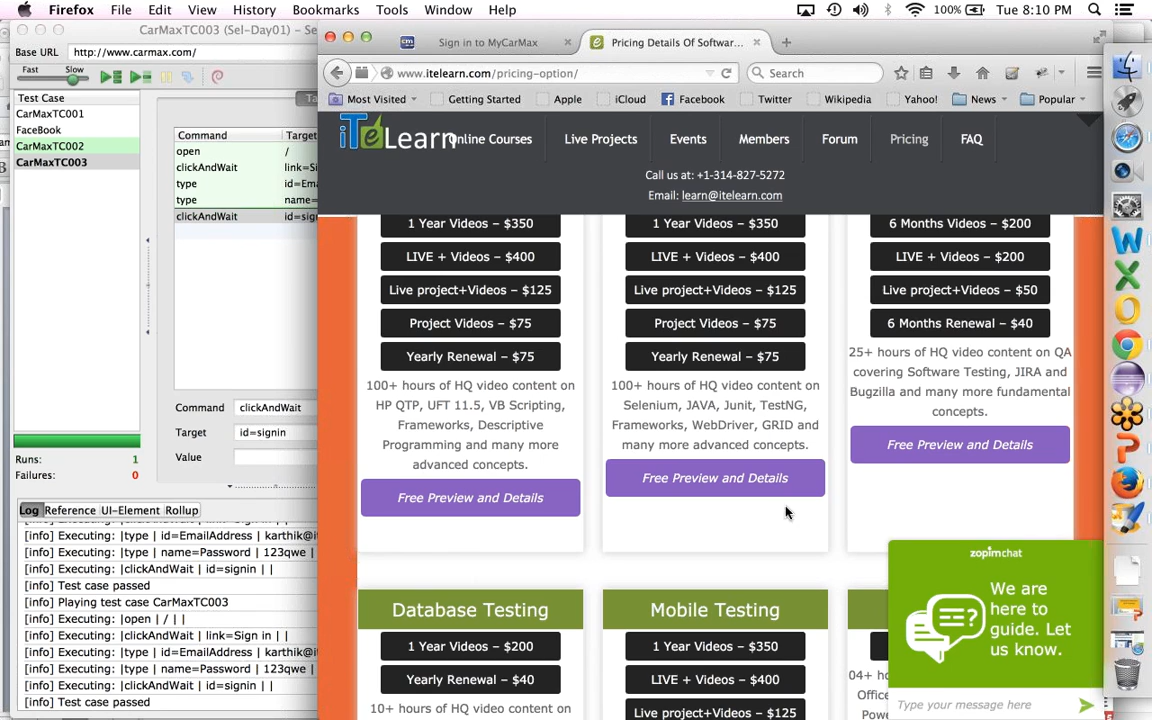 Firefox File Edit View History Bookmarks Tools Window Help 100% Tue 8:10 PM
CarMaxTC003 (Sel-Day01) – Se
Base URL http://www.carmax.com/
Fast Slow
Test Case
CarMaxTC001
FaceBook
CarMaxTC002
CarMaxTC003
Command Target
open /
clickAndWait link=Si
type id=Ema
type name=
clickAndWait id=sign
Command clickAndWait
Target id=signin
Value
Runs: 1
Failures: 0
Log Reference UI-Element Rollup
[info] Executing: |type | id=EmailAddress | karthik@it
[info] Executing: |type | name=Password | 123qwe |
[info] Executing: |clickAndWait | id=signin | |
[info] Test case passed
[info] Playing test case CarMaxTC003
[info] Executing: |open | / | |
[info] Executing: |clickAndWait | link=Sign in | |
[info] Executing: |type | id=EmailAddress | karthik@it
[info] Executing: |type | name=Password | 123qwe |
[info] Executing: |clickAndWait | id=signin | |
[info] Test case passed
cm Sign in to MyCarMax Pricing Details Of Softwar...
www.itelearn.com/pricing-option/ Search
Most Visited Getting Started Apple iCloud Facebook Twitter Wikipedia Yahoo! News Popular
iTeLearn Online Courses Live Projects Events Members Forum Pricing FAQ
Call us at: +1-314-827-5272
Email: learn@itelearn.com
1 Year Videos – $350
LIVE + Videos – $400
Live project+Videos – $125
Project Videos – $75
Yearly Renewal – $75
100+ hours of HQ video content on
HP QTP, UFT 11.5, VB Scripting,
Frameworks, Descriptive
Programming and many more
advanced concepts.
Free Preview and Details
1 Year Videos – $350
LIVE + Videos – $400
Live project+Videos – $125
Project Videos – $75
Yearly Renewal – $75
100+ hours of HQ video content on
Selenium, JAVA, Junit, TestNG,
Frameworks, WebDriver, GRID and
many more advanced concepts.
Free Preview and Details
6 Months Videos – $200
LIVE + Videos – $200
Live project+Videos – $50
6 Months Renewal – $40
25+ hours of HQ video content on QA
covering Software Testing, JIRA and
Bugzilla and many more fundamental
concepts.
Free Preview and Details
Database Testing
1 Year Videos – $200
Yearly Renewal – $40
10+ hours of HQ video content on
Mobile Testing
1 Year Videos – $350
LIVE + Videos – $400
Live project+Videos – $125
04+ h
Office
Powe
zopimchat
We are
here to
guide. Let
us know.
Type your message here